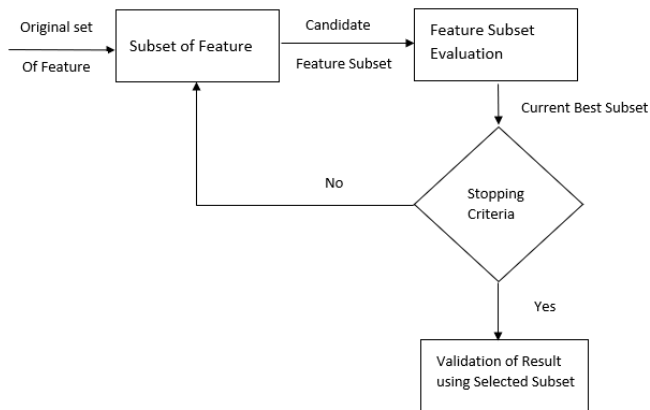 Original set
Of Feature
Subset of Feature
Candidate
Feature Subset
Feature Subset
Evaluation
Current Best Subset
No
Stopping
Criteria
Yes
Validation of Result
using Selected Subset